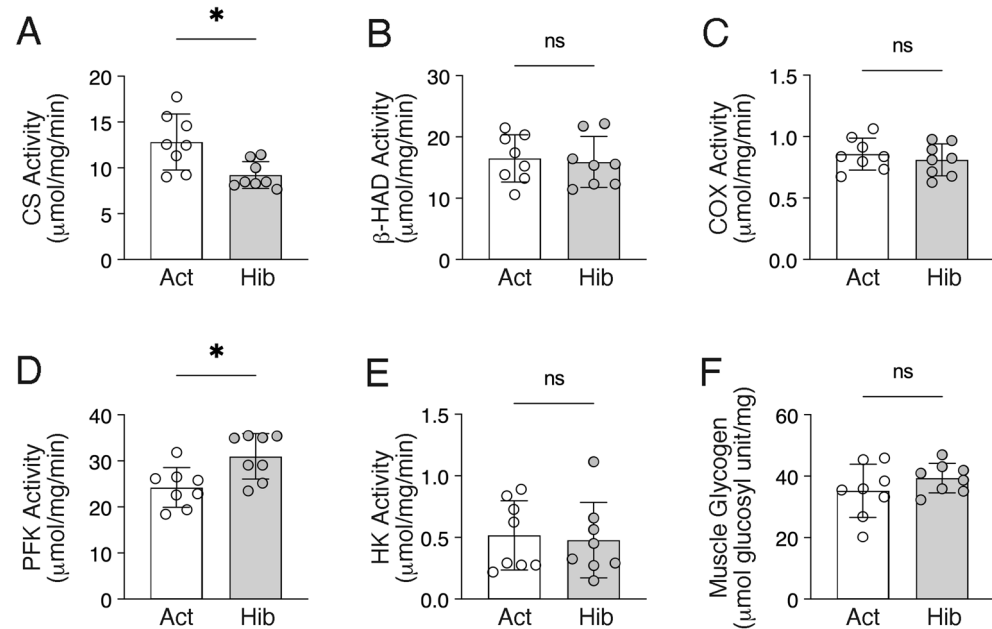 A
*
CS Activity
(μmol/mg/min)
20
15
10
5
0
Act Hib
B
ns
β-HAD Activity
(μmol/mg/min)
30
20
10
0
Act Hib
C
ns
COX Activity
(μmol/mg/min)
1.5
1.0
0.5
0.0
Act Hib
D
*
PFK Activity
(μmol/mg/min)
40
30
20
10
0
Act Hib
E
ns
HK Activity
(μmol/mg/min)
1.5
1.0
0.5
0.0
Act Hib
F
ns
Muscle Glycogen
(μmol glucosyl unit/mg)
60
40
20
0
Act Hib